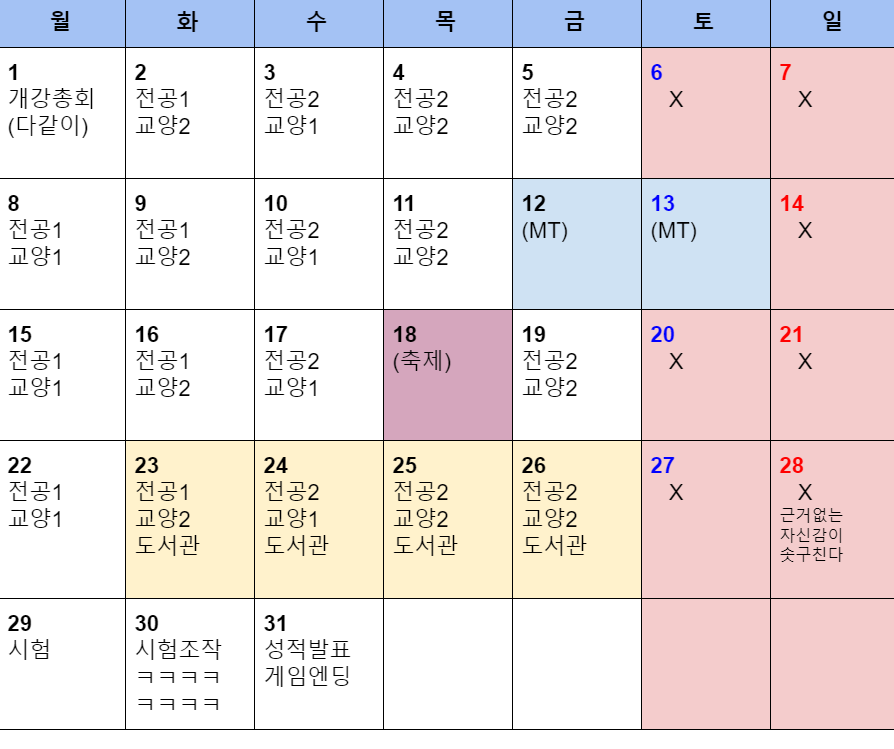 월 화 수 목 금 토 일
1 2 3 4 5 6 7
개강총회 전공1 전공2 전공2 전공2 X X
(다같이) 교양2 교양1 교양2 교양2
8 9 10 11 12 13 14
전공1 전공1 전공2 전공2 (MT) (MT) X
교양1 교양2 교양1 교양2
15 16 17 18 19 20 21
전공1 전공1 전공2 (축제) 전공2 X X
교양1 교양2 교양1 교양2
22 23 24 25 26 27 28
전공1 전공1 전공2 전공2 전공2 X X
교양1 교양2 교양1 교양2 교양2 근거없는
도서관 도서관 도서관 도서관 자신감이
솟구친다
29 30 31
시험 시험조작 성적발표
ㅋㅋㅋㅋ 게임엔딩
ㅋㅋㅋㅋ